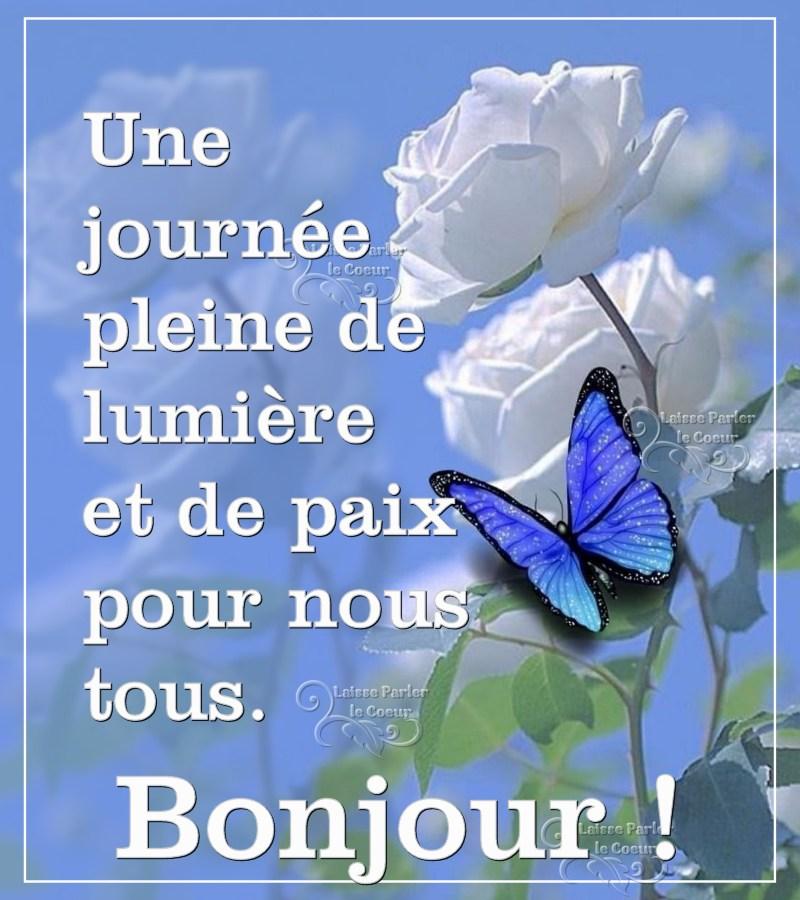 Une
journée
pleine de
lumière
et de paix
pour nous
tous.
Bonjour !
Laisse Parler
le Coeur
Laisse Parler
le Coeur
Laisse Parler
le Coeur
Laisse Parler
le Coeur